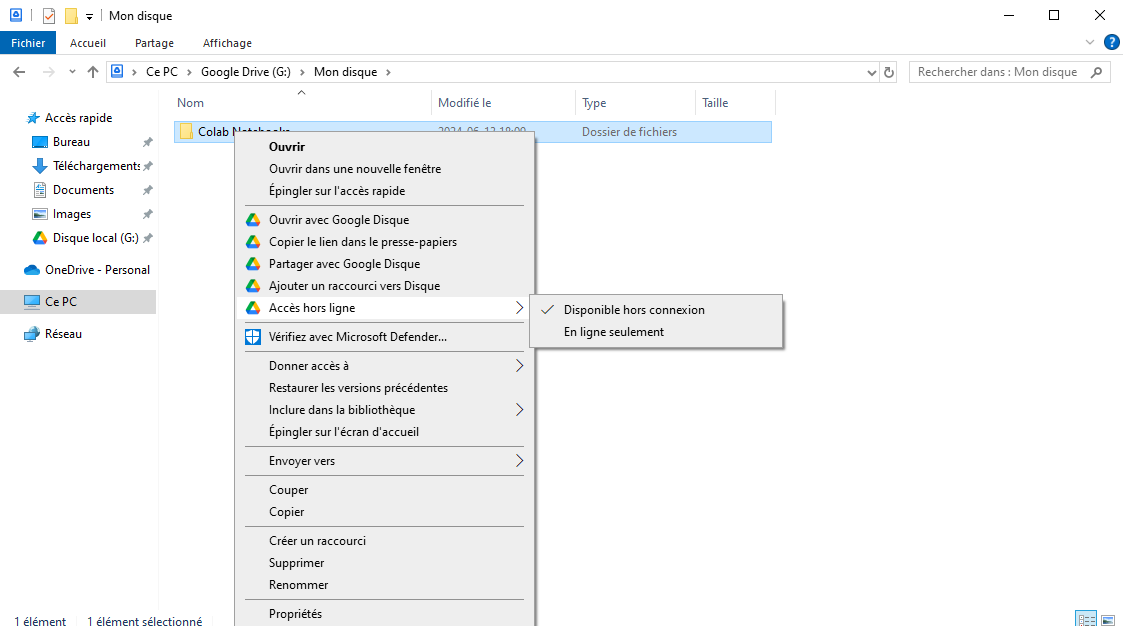 Mon disque
Fichier Accueil Partage Affichage
Ce PC Google Drive (G:) Mon disque
Rechercher dans : Mon disque
Nom Modifié le Type Taille
Colab Notebooks 2024-06-12 18:00 Dossier de fichiers
Accès rapide
Bureau
Téléchargements
Documents
Images
Disque local (G:)
OneDrive - Personal
Ce PC
Réseau
Ouvrir
Ouvrir dans une nouvelle fenêtre
Épingler sur l'accès rapide
Ouvrir avec Google Disque
Copier le lien dans le presse-papiers
Partager avec Google Disque
Ajouter un raccourci vers Disque
Accès hors ligne
Disponible hors connexion
En ligne seulement
Vérifiez avec Microsoft Defender...
Donner accès à
Restaurer les versions précédentes
Inclure dans la bibliothèque
Épingler sur l'écran d'accueil
Envoyer vers
Couper
Copier
Créer un raccourci
Supprimer
Renommer
Propriétés
1 élément 1 élément sélectionné